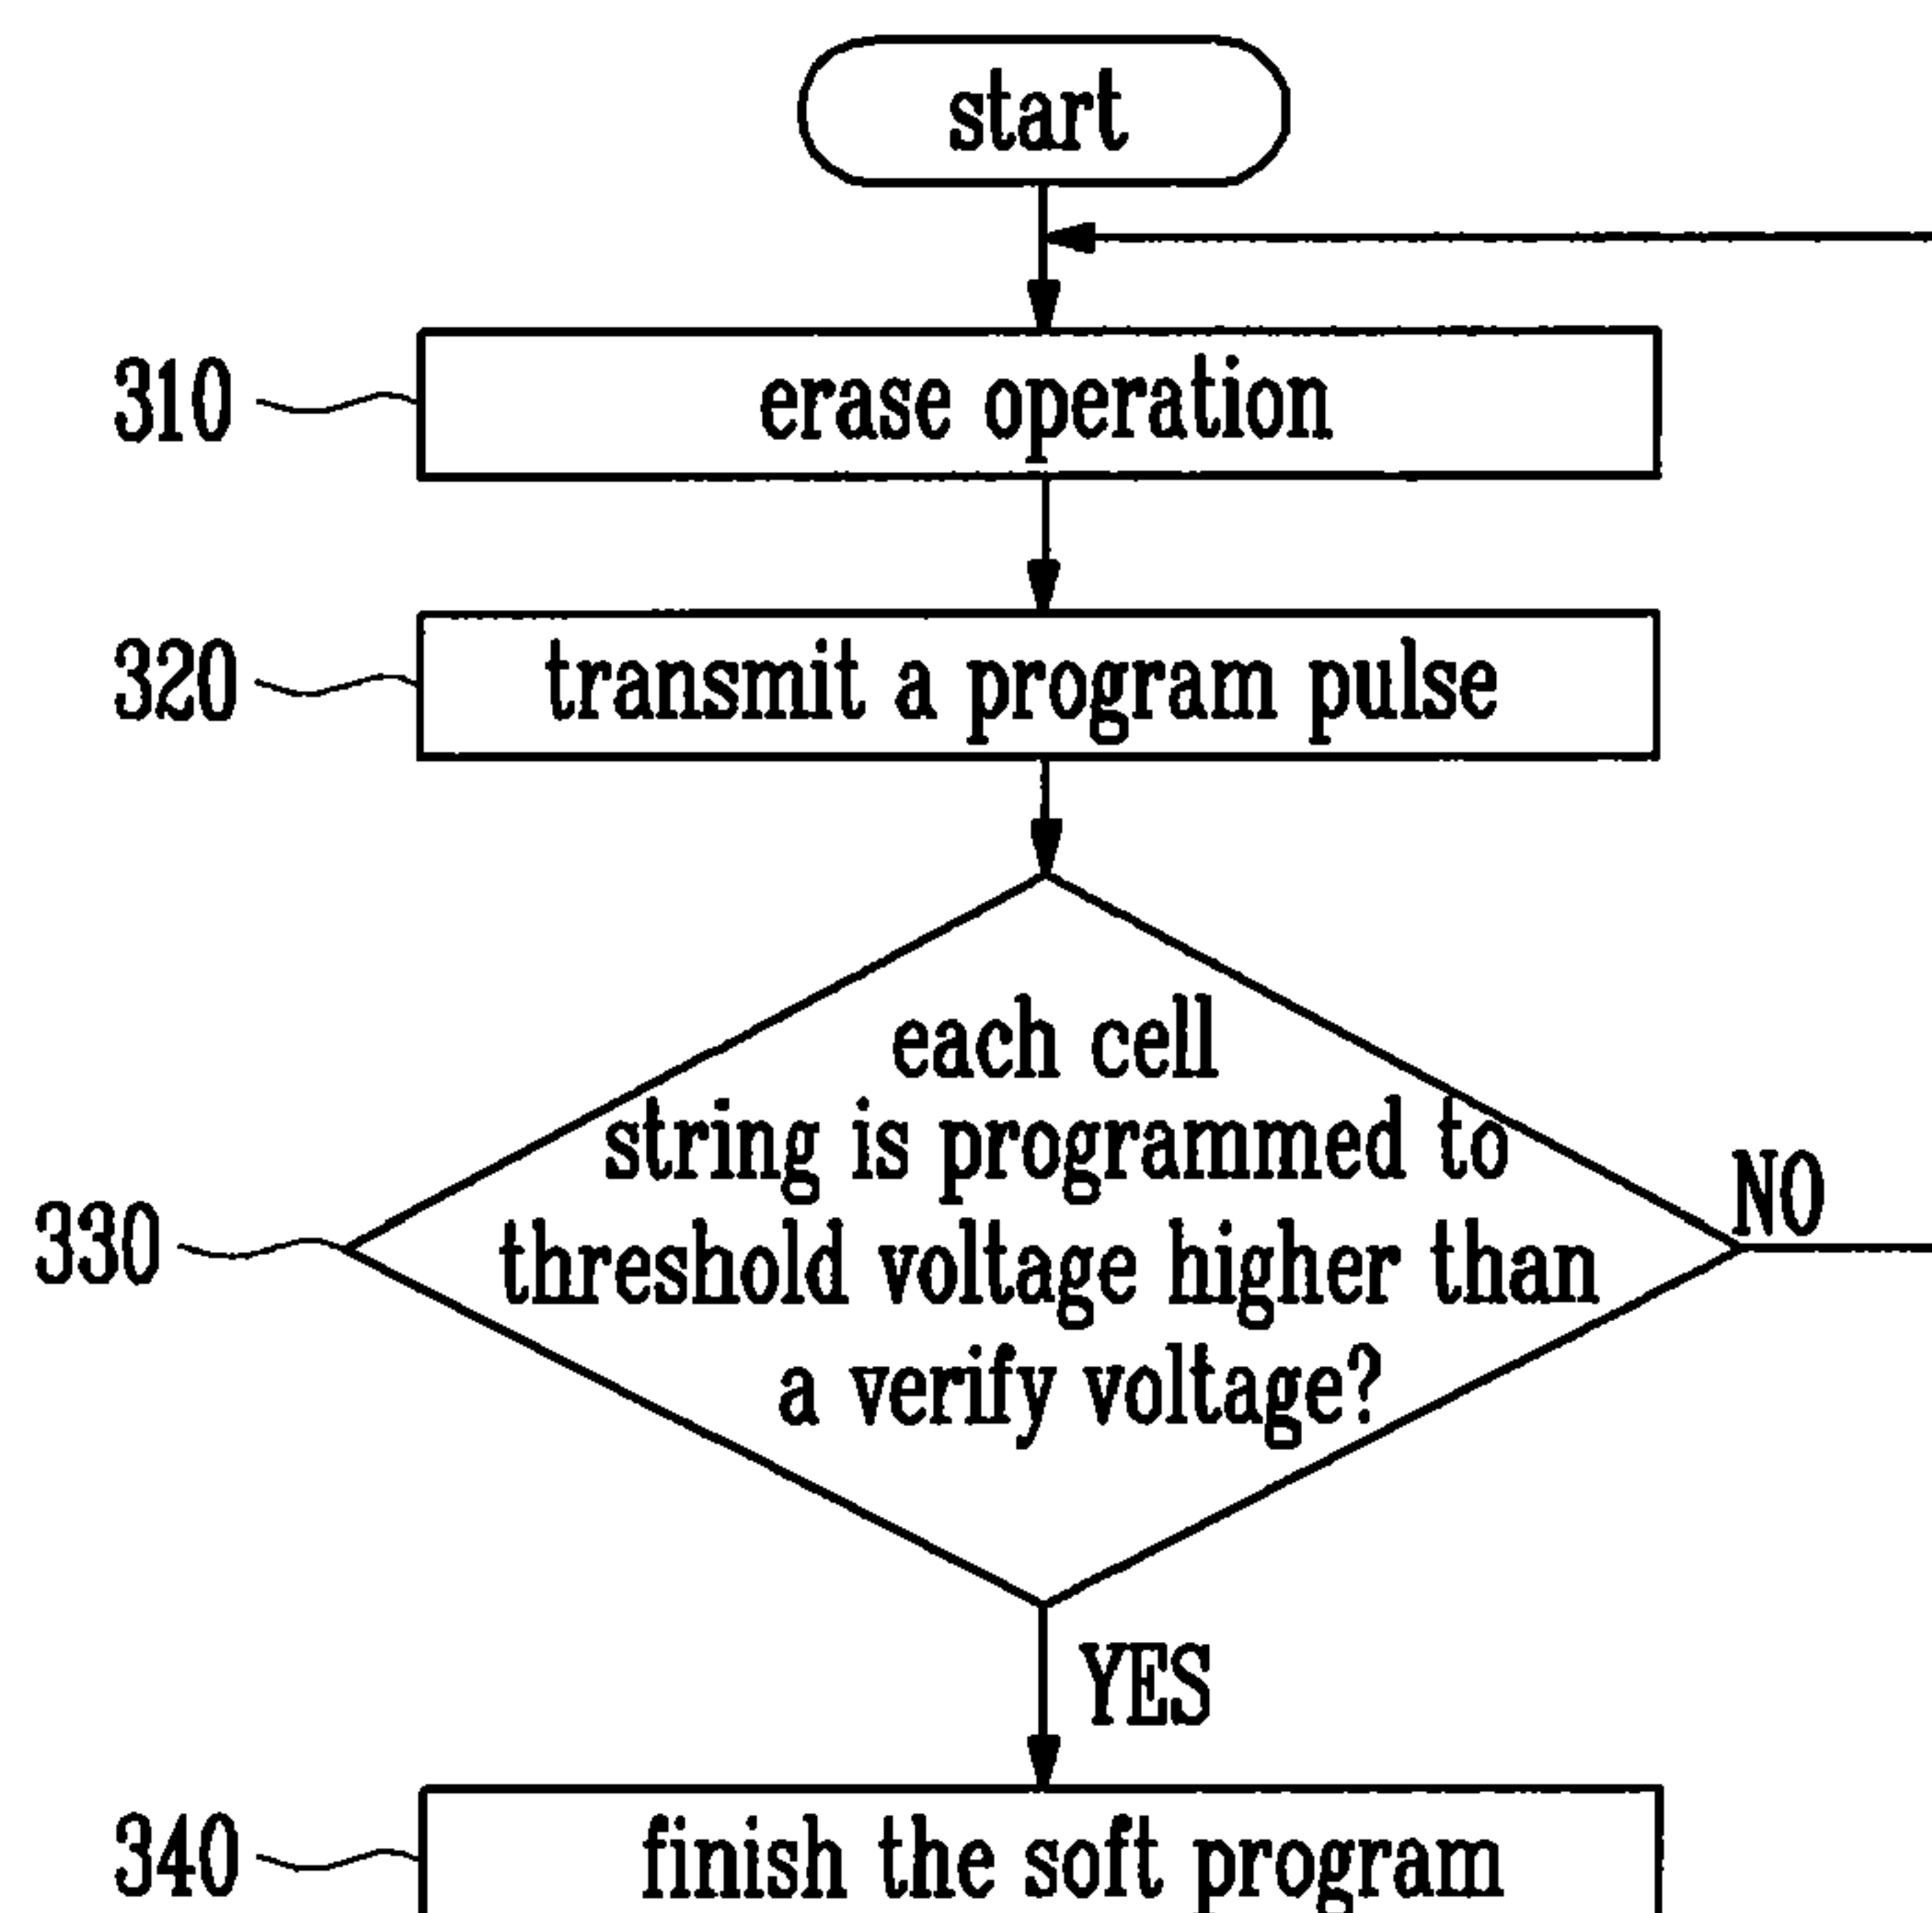 start
310
erase operation
320
transmit a program pulse
each cell
string is programmed to
330
threshold voltage higher than
NO
a verify voltage?
YES
340
finish the soft program